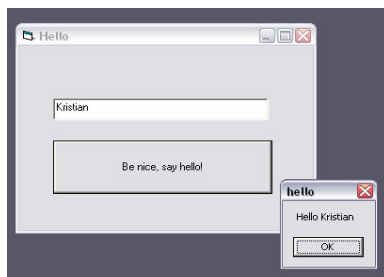 Hello
Kristian
Be nice, say hello!
hello
Hello Kristian
OK